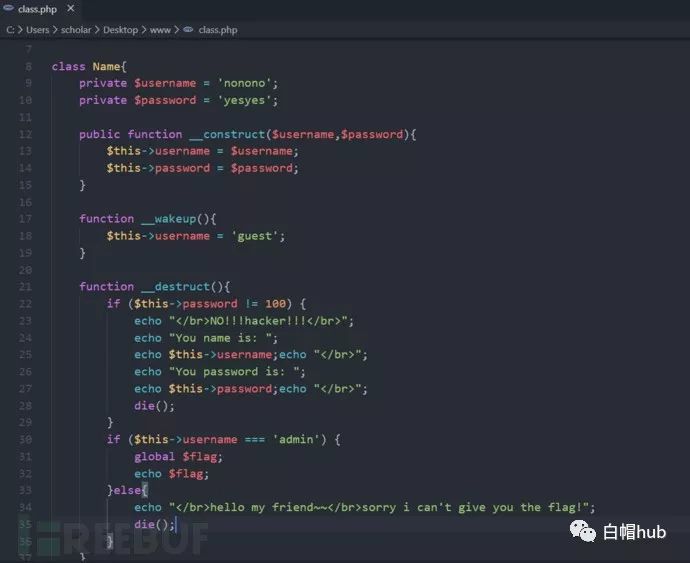 class.php ×
C: > Users > scholar > Desktop > www > class.php
7
8 class Name{
9 private $username = 'nonono';
10 private $password = 'yesyes';
11
12 public function __construct($username,$password){
13 $this->username = $username;
14 $this->password = $password;
15 }
16
17 function __wakeup(){
18 $this->username = 'guest';
19 }
20
21 function __destruct(){
22 if ($this->password != 100) {
23 echo "</br>NO!!!hacker!!!</br>";
24 echo "You name is: ";
25 echo $this->username;echo "</br>";
26 echo "You password is: ";
27 echo $this->password;echo "</br>";
28 die();
29 }
30 if ($this->username === 'admin') {
31 global $flag;
32 echo $flag;
33 }else{
34 echo "</br>hello my friend~~</br>sorry i can't give you the flag!";
35 die();
36 }
37 }
FREEBUF
白帽hub